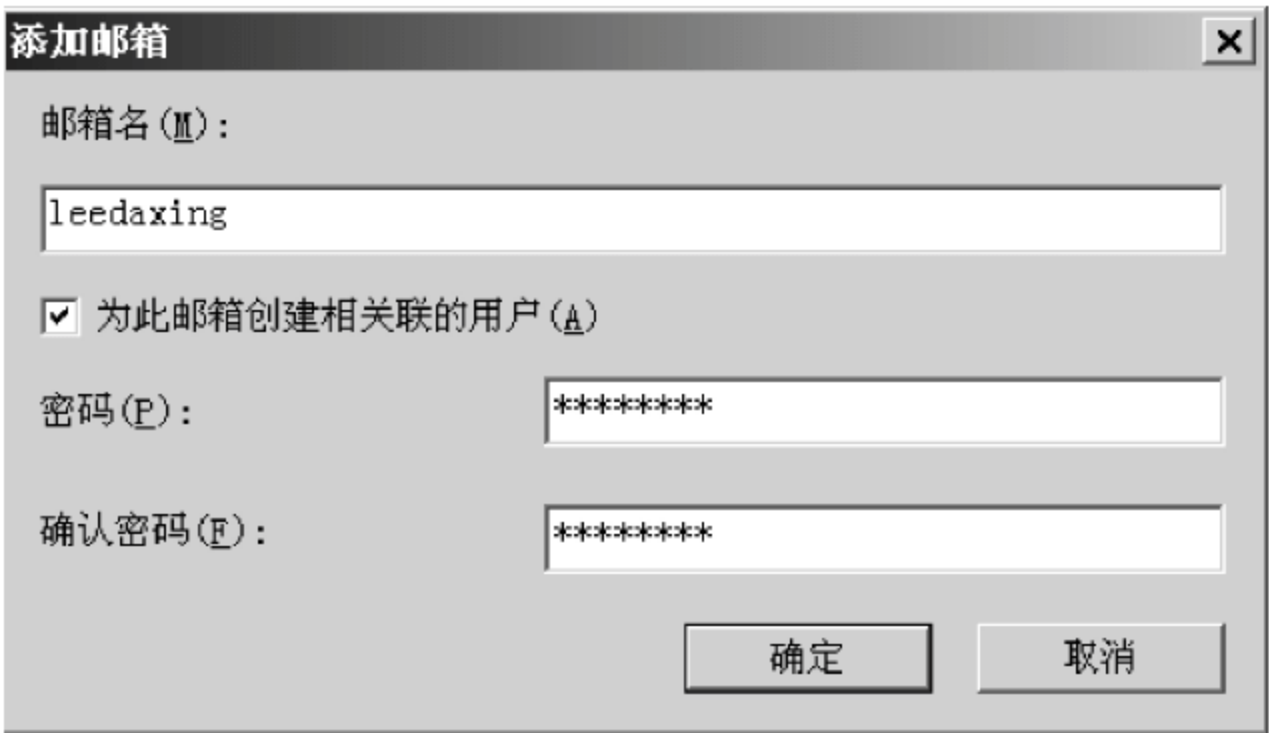 添加邮箱
邮箱名(M):
leedaxing
为此邮箱创建相关联的用户(A)
密码(P): ********
确认密码(F): ********
确定 取消